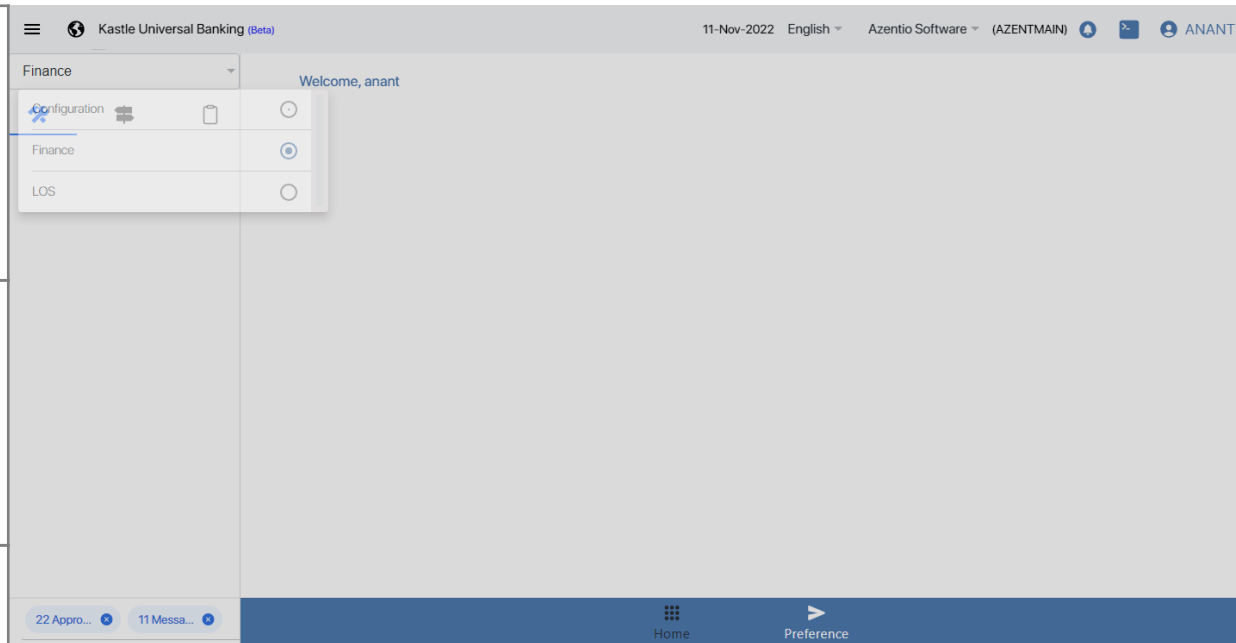 Kastle Universal Banking (Beta) 11-Nov-2022 English Azentio Software (AZENTMAIN) ANANT
Finance
Welcome, anant
Configuration
Finance
LOS
22 Appro... 11 Messa...
Home Preference